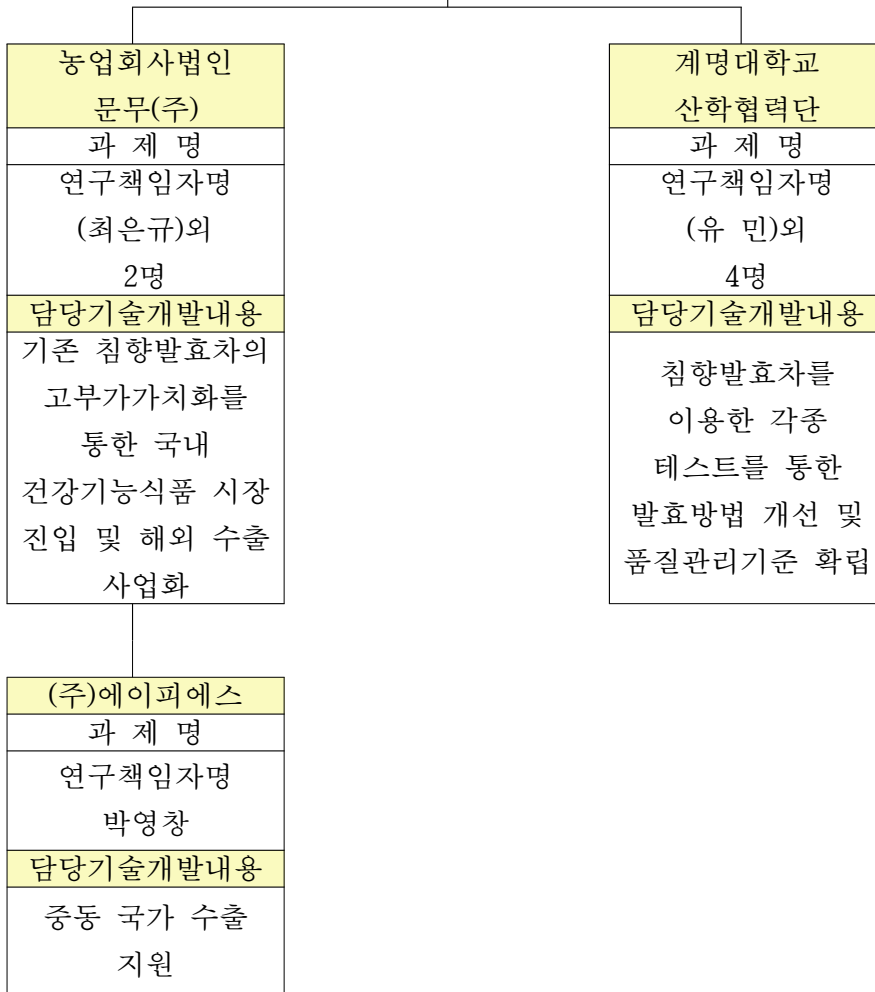 농업회사법인
문무(주)
과 제 명
연구책임자명
(최은규)외
2명
담당기술개발내용
기존 침향발효차의
고부가가치화를
통한 국내
건강기능식품 시장
진입 및 해외 수출
사업화
계명대학교
산학협력단
과 제 명
연구책임자명
(유 민)외
4명
담당기술개발내용
침향발효차를
이용한 각종
테스트를 통한
발효방법 개선 및
품질관리기준 확립
(주)에이피에스
과 제 명
연구책임자명
박영창
담당기술개발내용
중동 국가 수출
지원